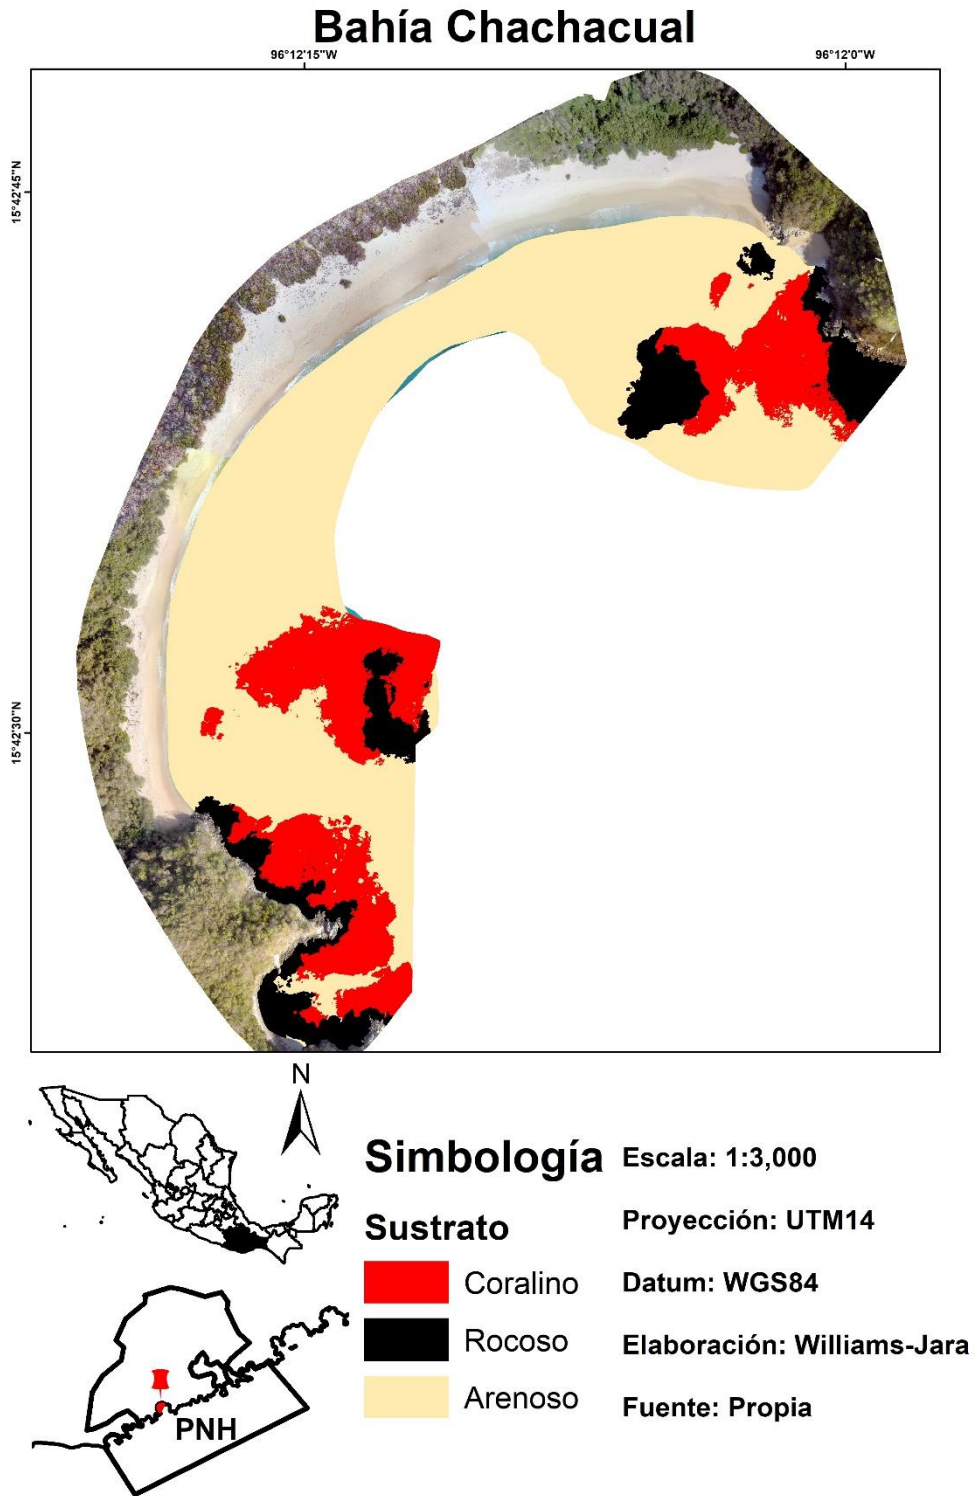 Bahía Chachacual
96°12'15"W
96°12'0"W
15°42'45"N
15°42'30"N
N
PNH
Simbología
Sustrato
Coralino
Rocoso
Arenoso
Escala: 1:3,000
Proyección: UTM14
Datum: WGS84
Elaboración: Williams-Jara
Fuente: Propia